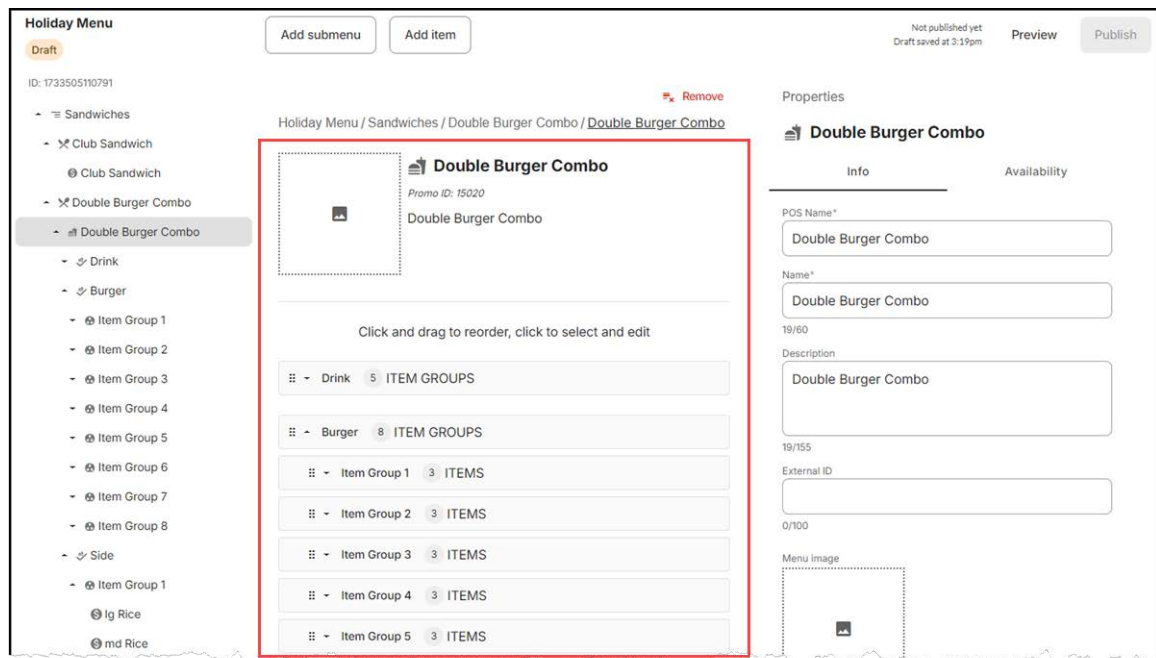 Holiday Menu
Draft
ID: 1733505110791
Sandwiches
Club Sandwich
Club Sandwich
Double Burger Combo
Double Burger Combo
Drink
Burger
Item Group 1
Item Group 2
Item Group 3
Item Group 4
Item Group 5
Item Group 6
Item Group 7
Item Group 8
Side
Item Group 1
lg Rice
md Rice
Add submenu
Add item
Not published yet
Draft saved at 3:19pm
Preview
Publish
Remove
Holiday Menu / Sandwiches / Double Burger Combo / Double Burger Combo
Double Burger Combo
Promo ID: 15020
Double Burger Combo
Click and drag to reorder, click to select and edit
Drink 5 ITEM GROUPS
Burger 8 ITEM GROUPS
Item Group 1 3 ITEMS
Item Group 2 3 ITEMS
Item Group 3 3 ITEMS
Item Group 4 3 ITEMS
Item Group 5 3 ITEMS
Properties
Double Burger Combo
Info Availability
POS Name*
Double Burger Combo
Name*
Double Burger Combo
19/60
Description
Double Burger Combo
19/155
External ID
0/100
Menu image